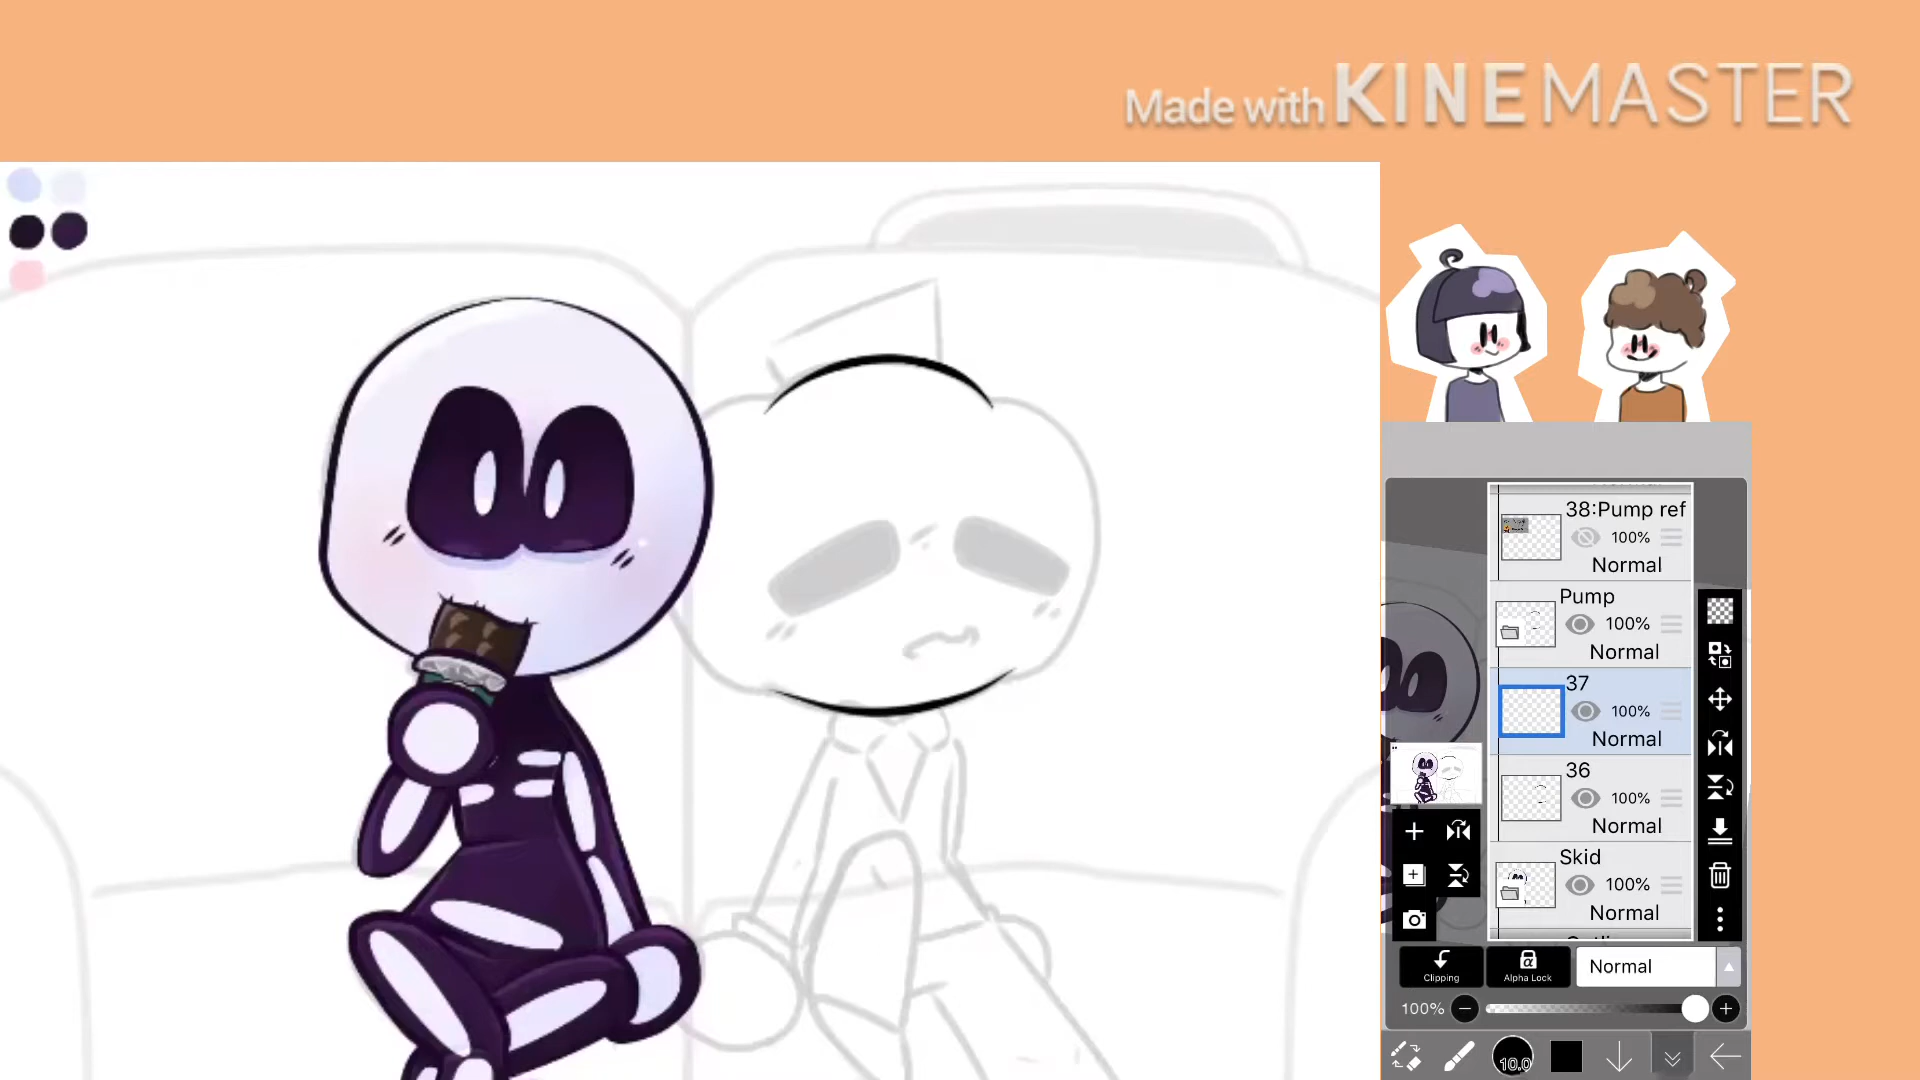 Made with KINEMASTER
38:Pump ref
100%
Normal
Pump
100%
Normal
37
100%
Normal
36
100%
Normal
Skid
100%
Normal
Clipping
Alpha Lock
Normal
100%
10.0